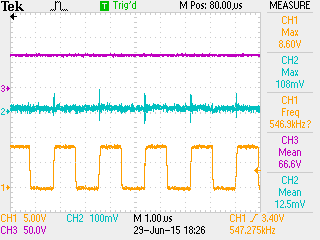 Tek T Trig'd M Pos: 80.00µs MEASURE
CH1
Max
8.60V
CH2
Max
108mV
CH1
Freq
546.9kHz?
CH3
Mean
66.6V
CH2
Mean
12.5mV
3
2
1
CH1 5.00V CH2 100mV M 1.00µs CH1 3.40V
CH3 50.0V 29-Jun-15 18:26 547.275kHz